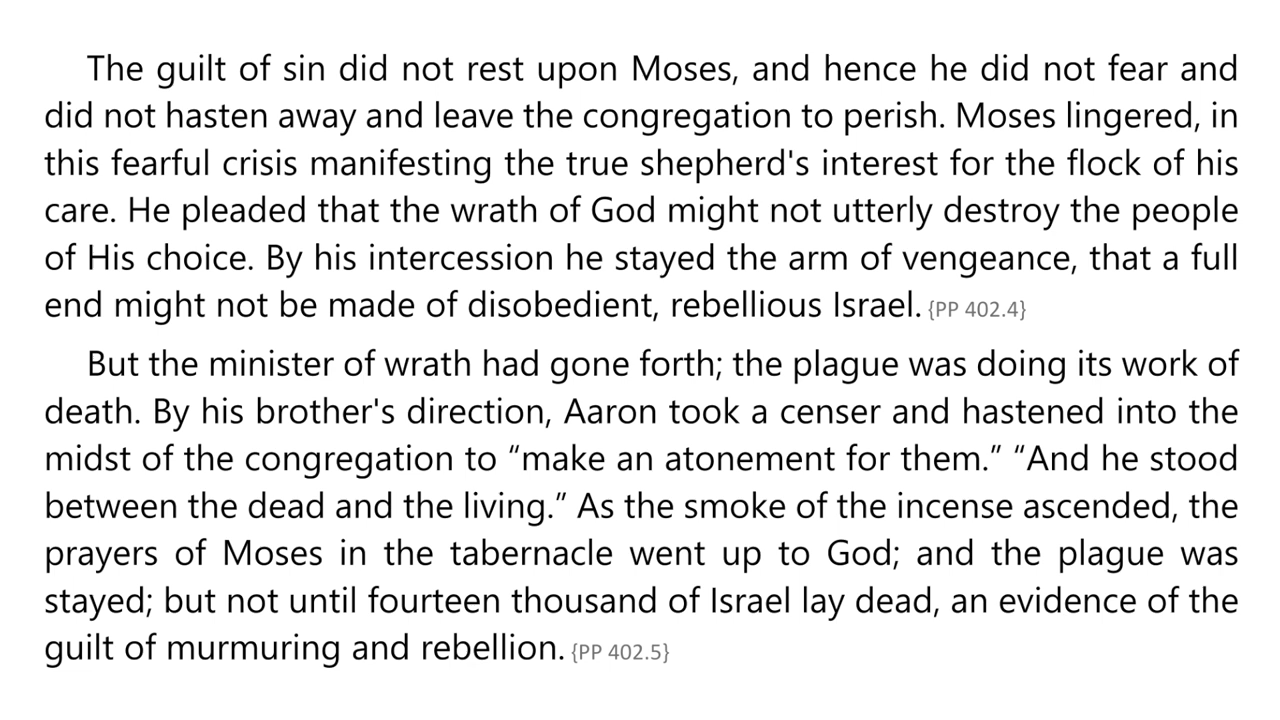 The guilt of sin did not rest upon Moses, and hence he did not fear and
did not hasten away and leave the congregation to perish. Moses lingered, in
this fearful crisis manifesting the true shepherd's interest for the flock of his
care. He pleaded that the wrath of God might not utterly destroy the people
of His choice. By his intercession he stayed the arm of vengeance, that a full
end might not be made of disobedient, rebellious Israel. {PP 402.4}
But the minister of wrath had gone forth; the plague was doing its work of
death. By his brother's direction, Aaron took a censer and hastened into the
midst of the congregation to “make an atonement for them.” “And he stood
between the dead and the living.” As the smoke of the incense ascended, the
prayers of Moses in the tabernacle went up to God; and the plague was
stayed; but not until fourteen thousand of Israel lay dead, an evidence of the
guilt of murmuring and rebellion. {PP 402.5}